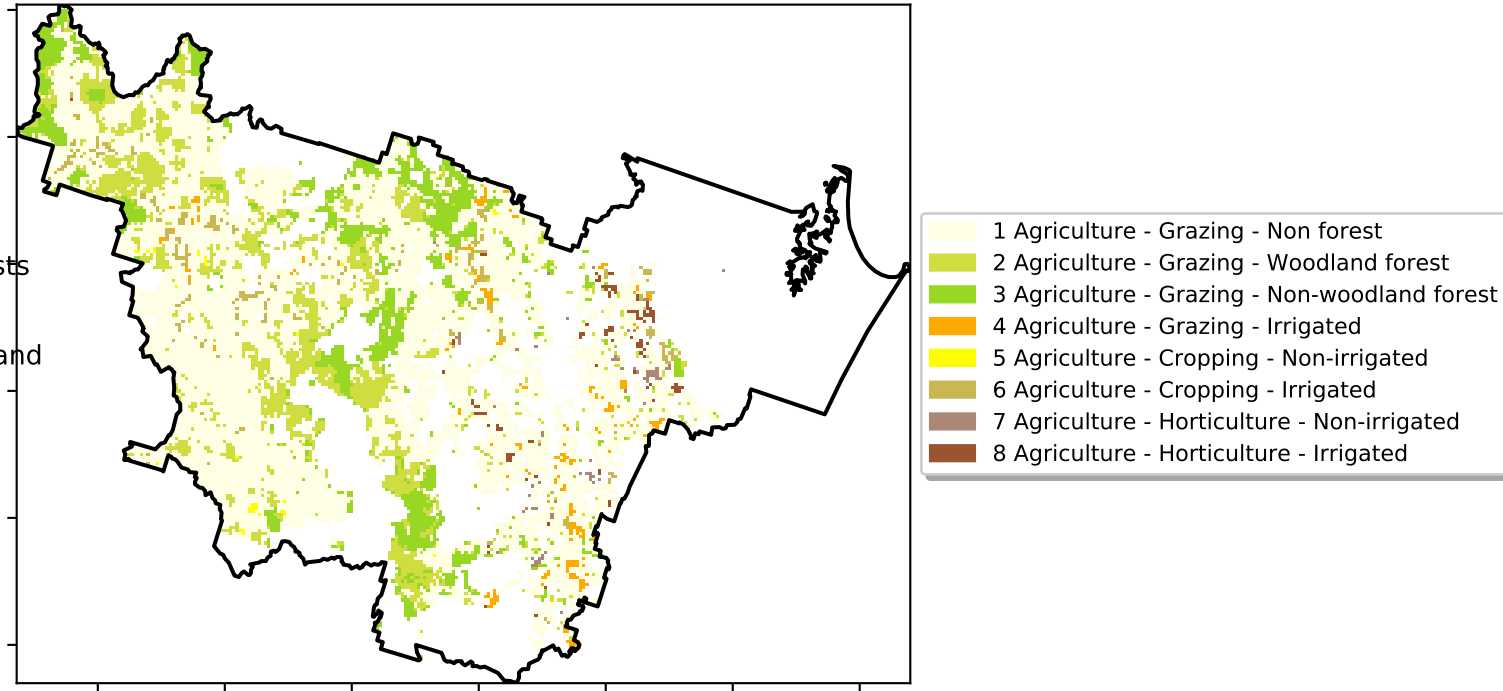 sts
and
1 Agriculture - Grazing - Non forest
2 Agriculture - Grazing - Woodland forest
3 Agriculture - Grazing - Non-woodland forest
4 Agriculture - Grazing - Irrigated
5 Agriculture - Cropping - Non-irrigated
6 Agriculture - Cropping - Irrigated
7 Agriculture - Horticulture - Non-irrigated
8 Agriculture - Horticulture - Irrigated